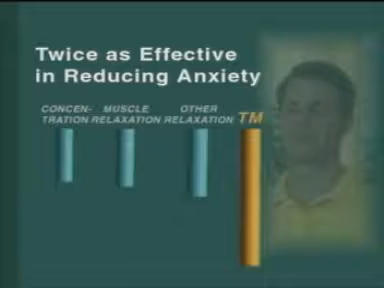 Twice as Effective
in Reducing Anxiety
CONCEN- MUSCLE OTHER
TRATION RELAXATION RELAXATION TM